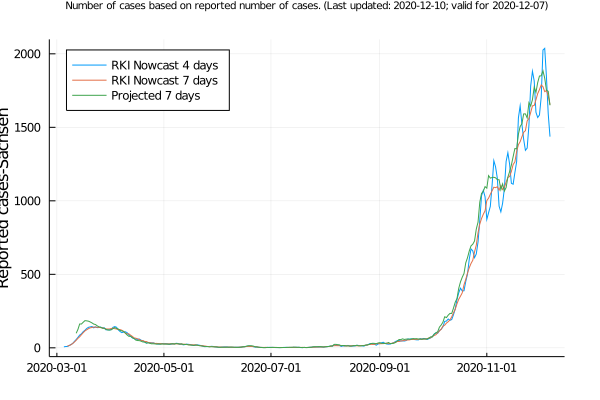 Number of cases based on reported number of cases. (Last updated: 2020-12-10; valid for 2020-12-07)
Reported cases-Sachsen
2000
1500
1000
500
0
RKI Nowcast 4 days
RKI Nowcast 7 days
Projected 7 days
2020-03-01 2020-05-01 2020-07-01 2020-09-01 2020-11-01